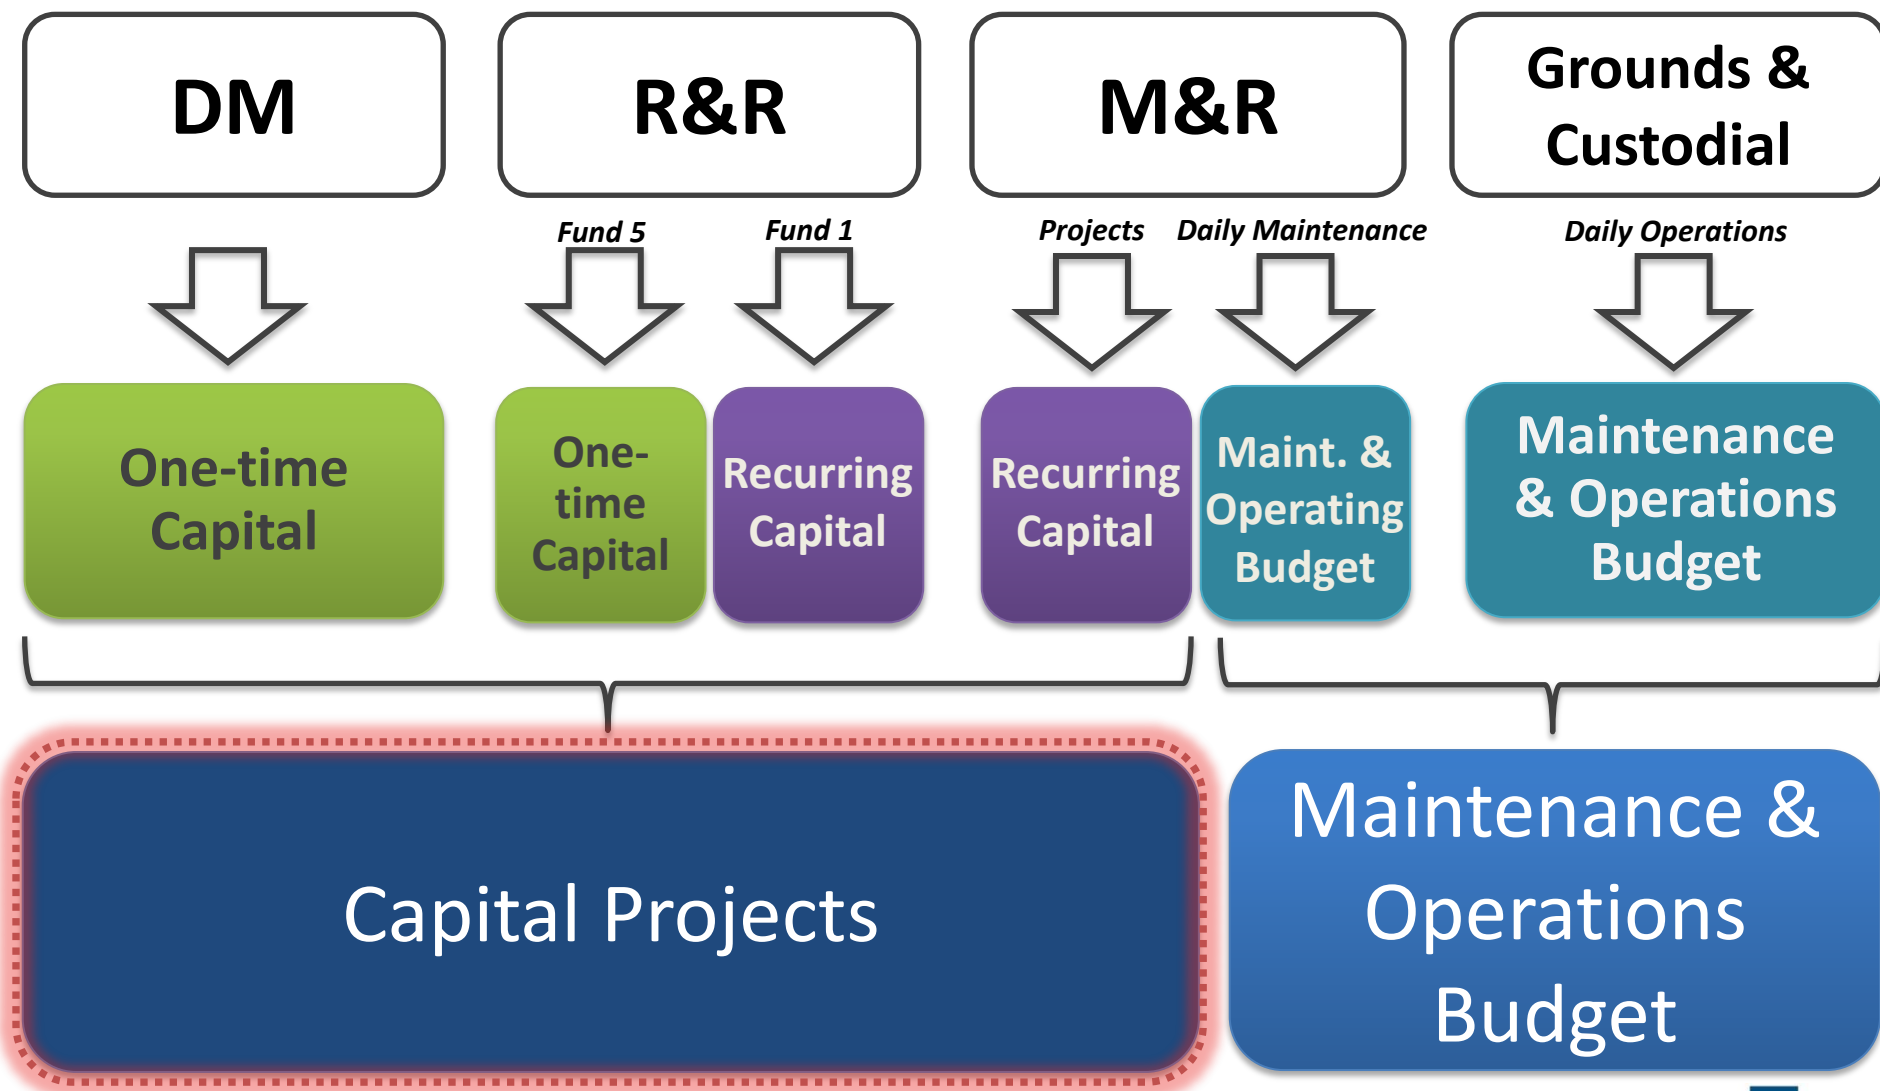 DM
R&R
M&R
Grounds &
Custodial
Fund 5
Fund 1
Projects
Daily Maintenance
Daily Operations
One-time
Capital
One-
time
Capital
Recurring
Capital
Recurring
Capital
Maint. &
Operating
Budget
Maintenance
& Operations
Budget
Capital Projects
Maintenance &
Operations
Budget